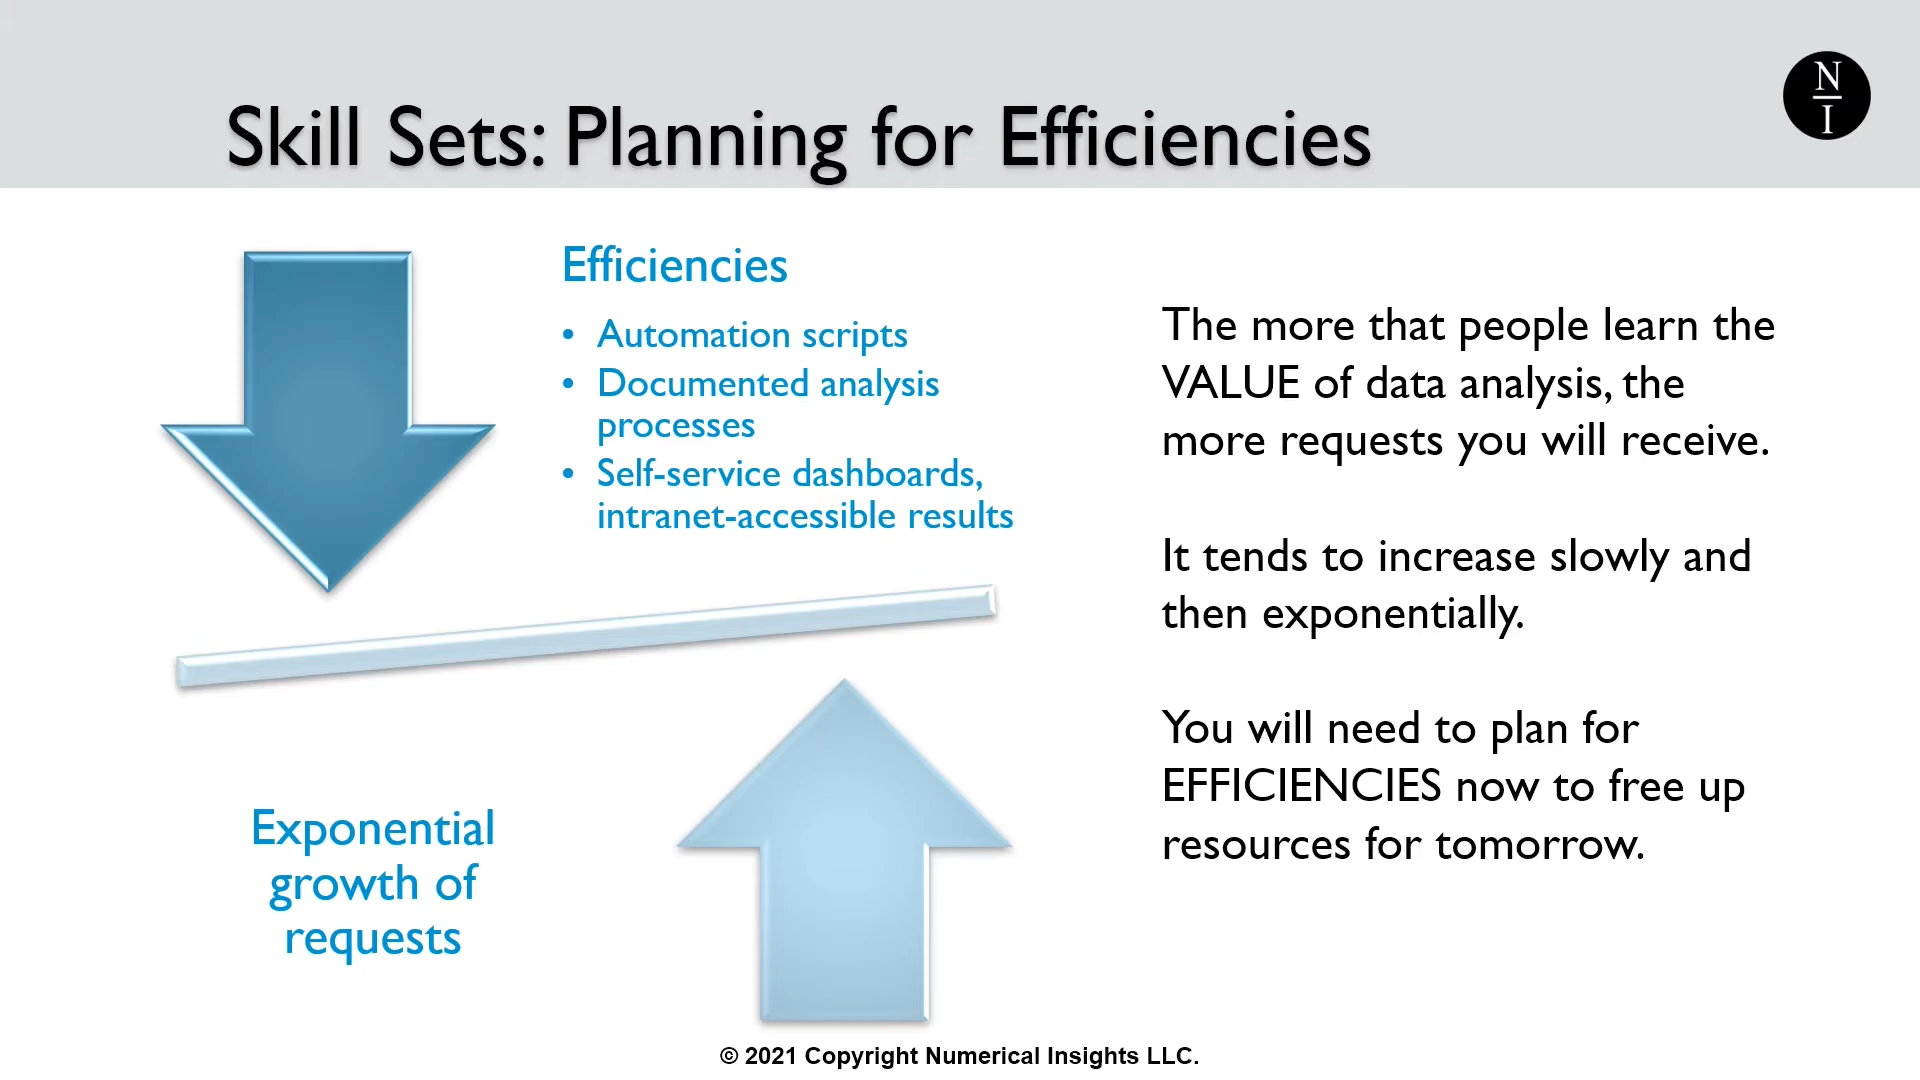 Skill Sets: Planning for Efficiencies
N
I
Efficiencies
• Automation scripts
• Documented analysis
processes
• Self-service dashboards,
intranet-accessible results
Exponential
growth of
requests
The more that people learn the
VALUE of data analysis, the
more requests you will receive.
It tends to increase slowly and
then exponentially.
You will need to plan for
EFFICIENCIES now to free up
resources for tomorrow.
© 2021 Copyright Numerical Insights LLC.